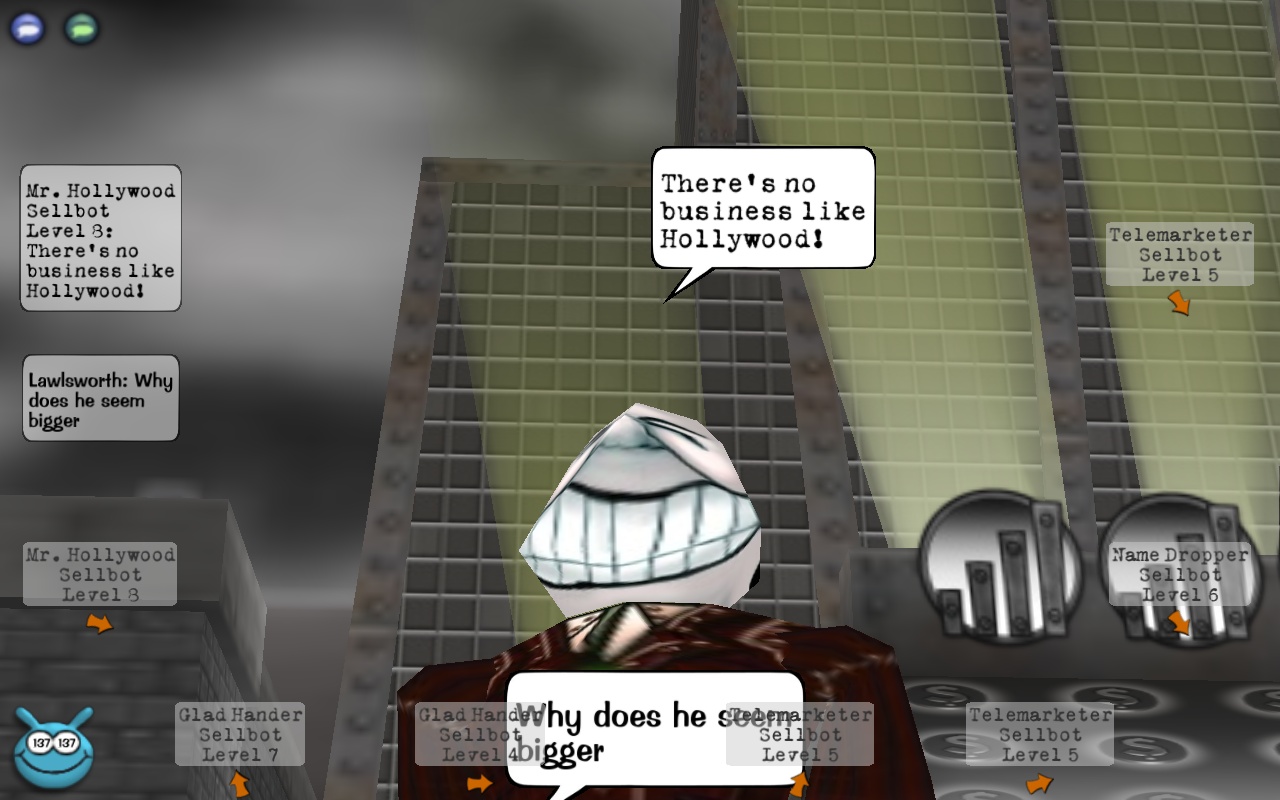 There's no
business like
Hollywood!
Mr. Hollywood
Sellbot
Level 8:
There's no
business like
Hollywood!
Telemarketer
Sellbot
Level 5
Lawlsworth: Why
does he seem
bigger
Mr. Hollywood
Sellbot
Level 8
Name Dropper
Sellbot
Level 6
137 137
Glad Hander
Sellbot
Level 7
Glad Hander
Sellbot
Level 4
Why does he seem
bigger
Telemarketer
Sellbot
Level 5
Telemarketer
Sellbot
Level 5